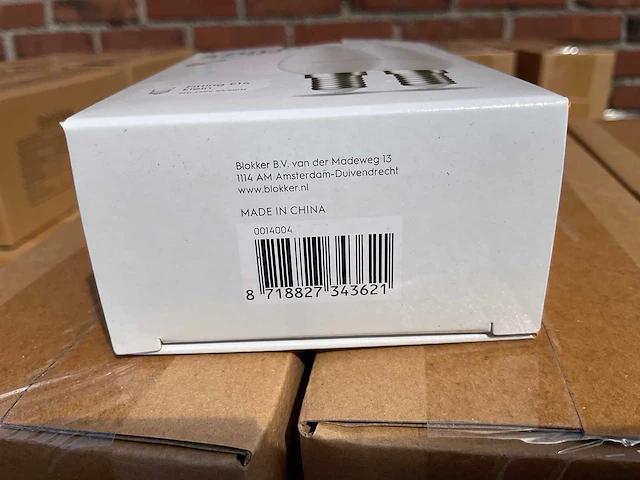 Blokker B.V. van der Madeweg 13
1114 AM Amsterdam-Duivendrecht
www.blokker.nl
MADE IN CHINA
0014004
8 718827 343621